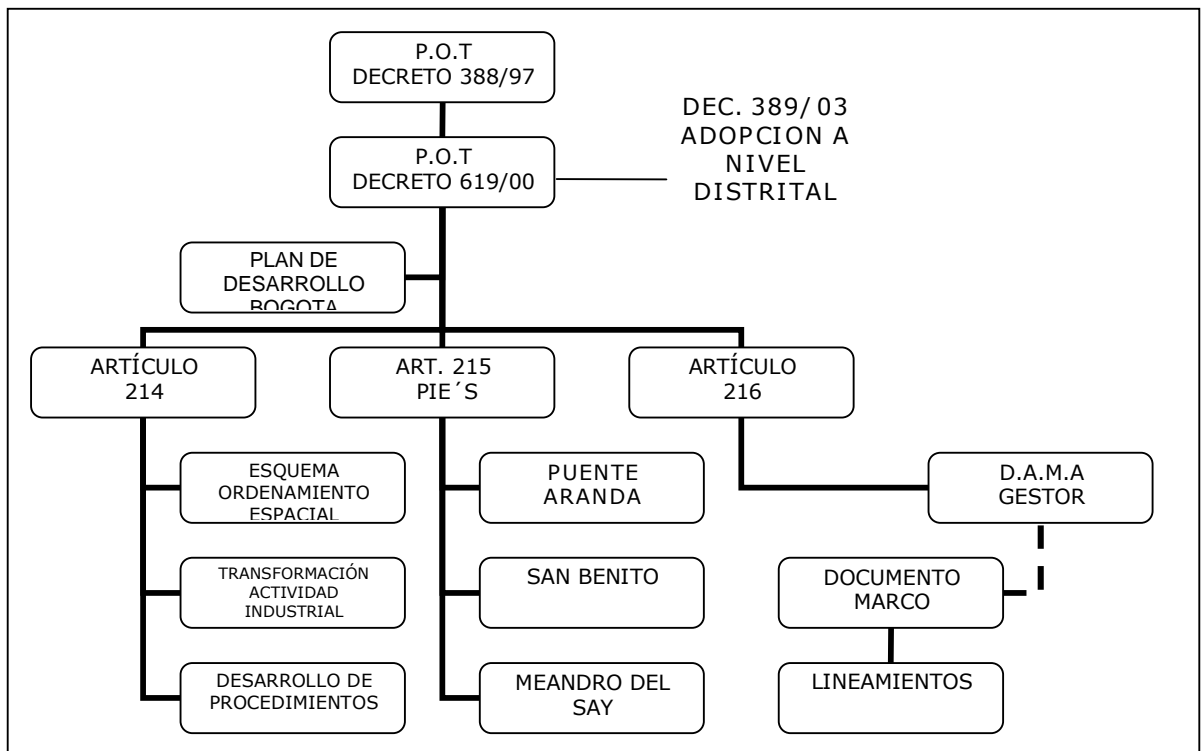 P.O.T
DECRETO 388/97
P.O.T
DECRETO 619/00
DEC. 389/ 03
ADOPCION A
NIVEL
DISTRITAL
PLAN DE
DESARROLLO
BOGOTA
ARTÍCULO
214
ART. 215
PIE´S
ARTÍCULO
216
ESQUEMA
ORDENAMIENTO
ESPACIAL
TRANSFORMACIÓN
ACTIVIDAD
INDUSTRIAL
DESARROLLO DE
PROCEDIMIENTOS
PUENTE
ARANDA
SAN BENITO
MEANDRO DEL
SAY
D.A.M.A
GESTOR
DOCUMENTO
MARCO
LINEAMIENTOS